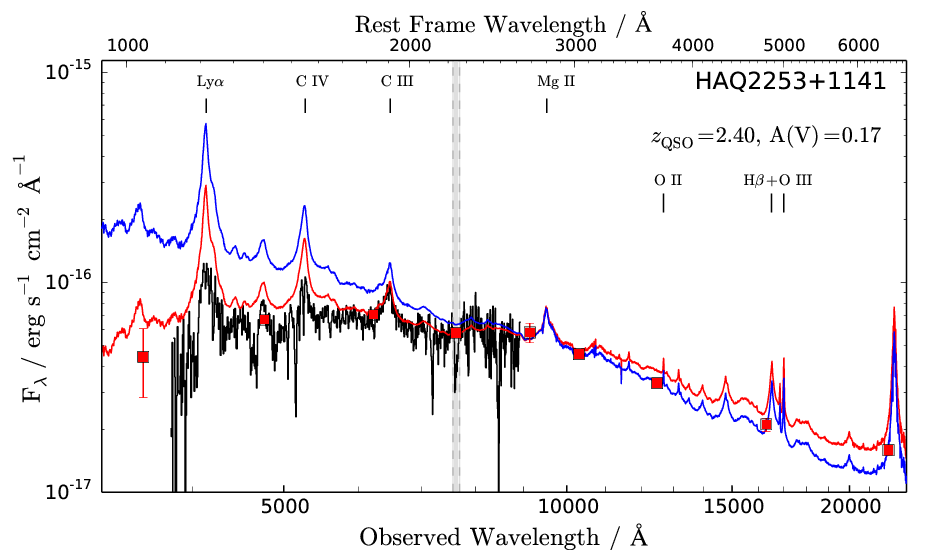 Rest Frame Wavelength / Å
1000 2000 3000 4000 5000 6000
10⁻¹⁵
Lyα C IV C III Mg II HAQ2253+1141
z_QSO=2.40, A(V)=0.17
O II Hβ+O III
10⁻¹⁶
F_λ / erg s⁻¹ cm⁻² Å⁻¹
10⁻¹⁷
5000 10000 15000 20000
Observed Wavelength / Å